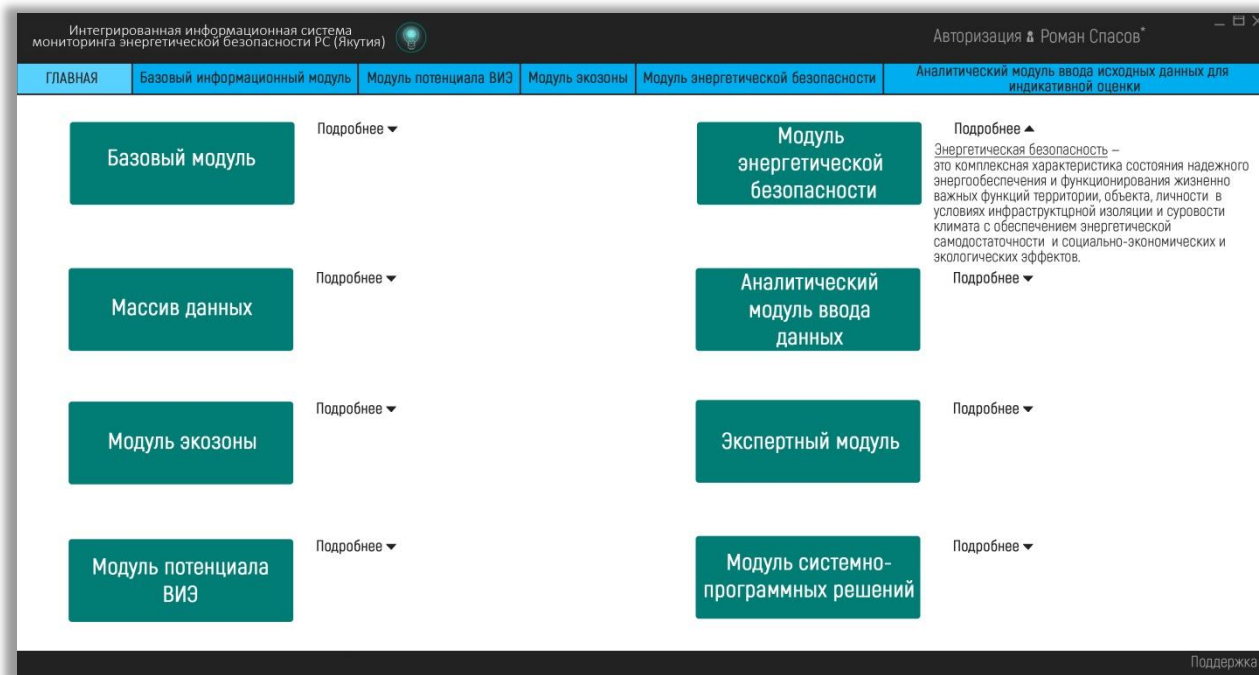 Интегрированная информационная система
мониторинга энергетической безопасности РС (Якутия)
Авторизация Роман Спасов*
ГЛАВНАЯ
Базовый информационный модуль
Модуль потенциала ВИЭ
Модуль экозоны
Модуль энергетической безопасности
Аналитический модуль ввода исходных данных для
индикативной оценки
Базовый модуль
Подробнее
Модуль
энергетической
безопасности
Подробнее
Энергетическая безопасность –
это комплексная характеристика состояния надежного
энергообеспечения и функционирования жизненно
важных функций территории, объекта, личности в
условиях инфраструктцрной изоляции и суровости
климата с обеспечением энергетической
самодостаточности и социально-экономических и
экологических эффектов.
Массив данных
Подробнее
Аналитический
модуль ввода
данных
Подробнее
Модуль экозоны
Подробнее
Экспертный модуль
Подробнее
Модуль потенциала
ВИЭ
Подробнее
Модуль системно-
программных решений
Подробнее
Поддержка